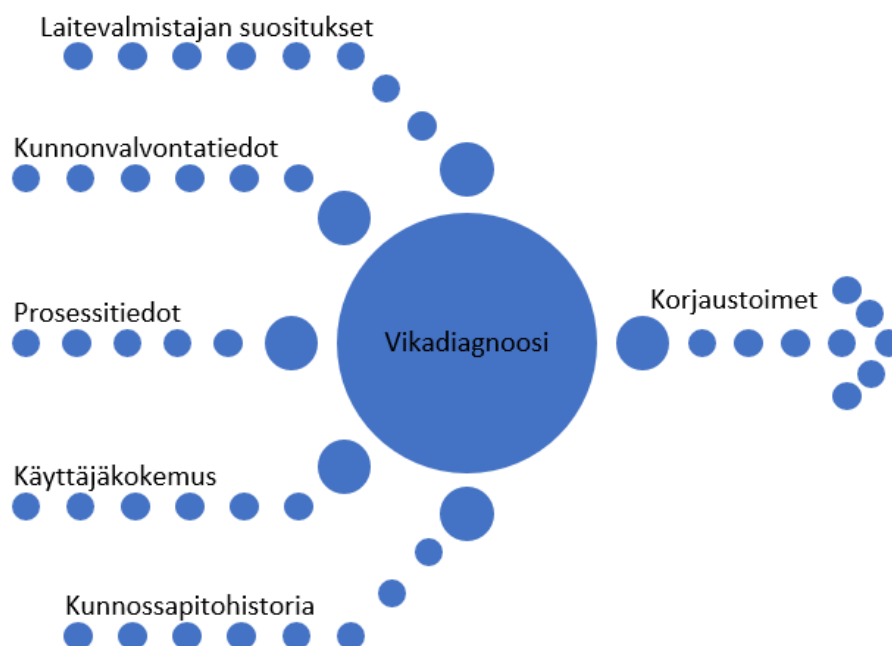 Laitevalmistajan suositukset
Kunnonvalvontatiedot
Prosessitiedot
Korjaustoimet
Vikadiagnoosi
Käyttäjäkokemus
Kunnossapitohistoria